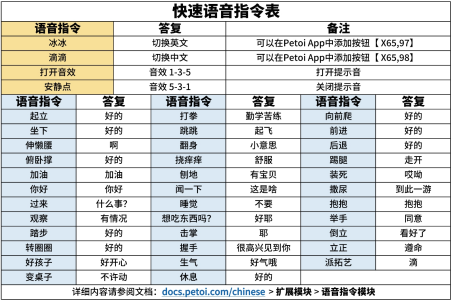 快速语音指令表
语音指令 答复 备注
冰冰 切换英文 可以在Petoi App中添加按钮【 X65,97】
滴滴 切换中文 可以在Petoi App中添加按钮【 X65,98】
打开音效 音效 1-3-5 打开提示音
安静点 音效 5-3-1 关闭提示音
语音指令 答复 语音指令 答复 语音指令 答复
起立 好的 打拳 勤学苦练 向前爬 好的
坐下 好的 跳跳 起飞 前进 好的
伸懒腰 啊 翻身 小意思 后退 好的
俯卧撑 好的 挠痒痒 舒服 踢腿 走开
加油 加油 刨地 有宝贝 装死 哎呦
你好 你好 闻一下 这是啥 撒尿 到此一游
过来 什么事? 睡觉 不要 抱抱 抱抱
观察 有情况 想吃东西吗? 好耶 举手 同意
踏步 好的 击掌 耶 倒立 看好了
转圈圈 好的 握手 很高兴见到你 立正 遵命
好孩子 好开心 生气 好气哦 派拓艺 滴
变桌子 不许动 休息 好的
详细内容请参阅文档：docs.petoi.com/chinese > 扩展模块 > 语音指令模块